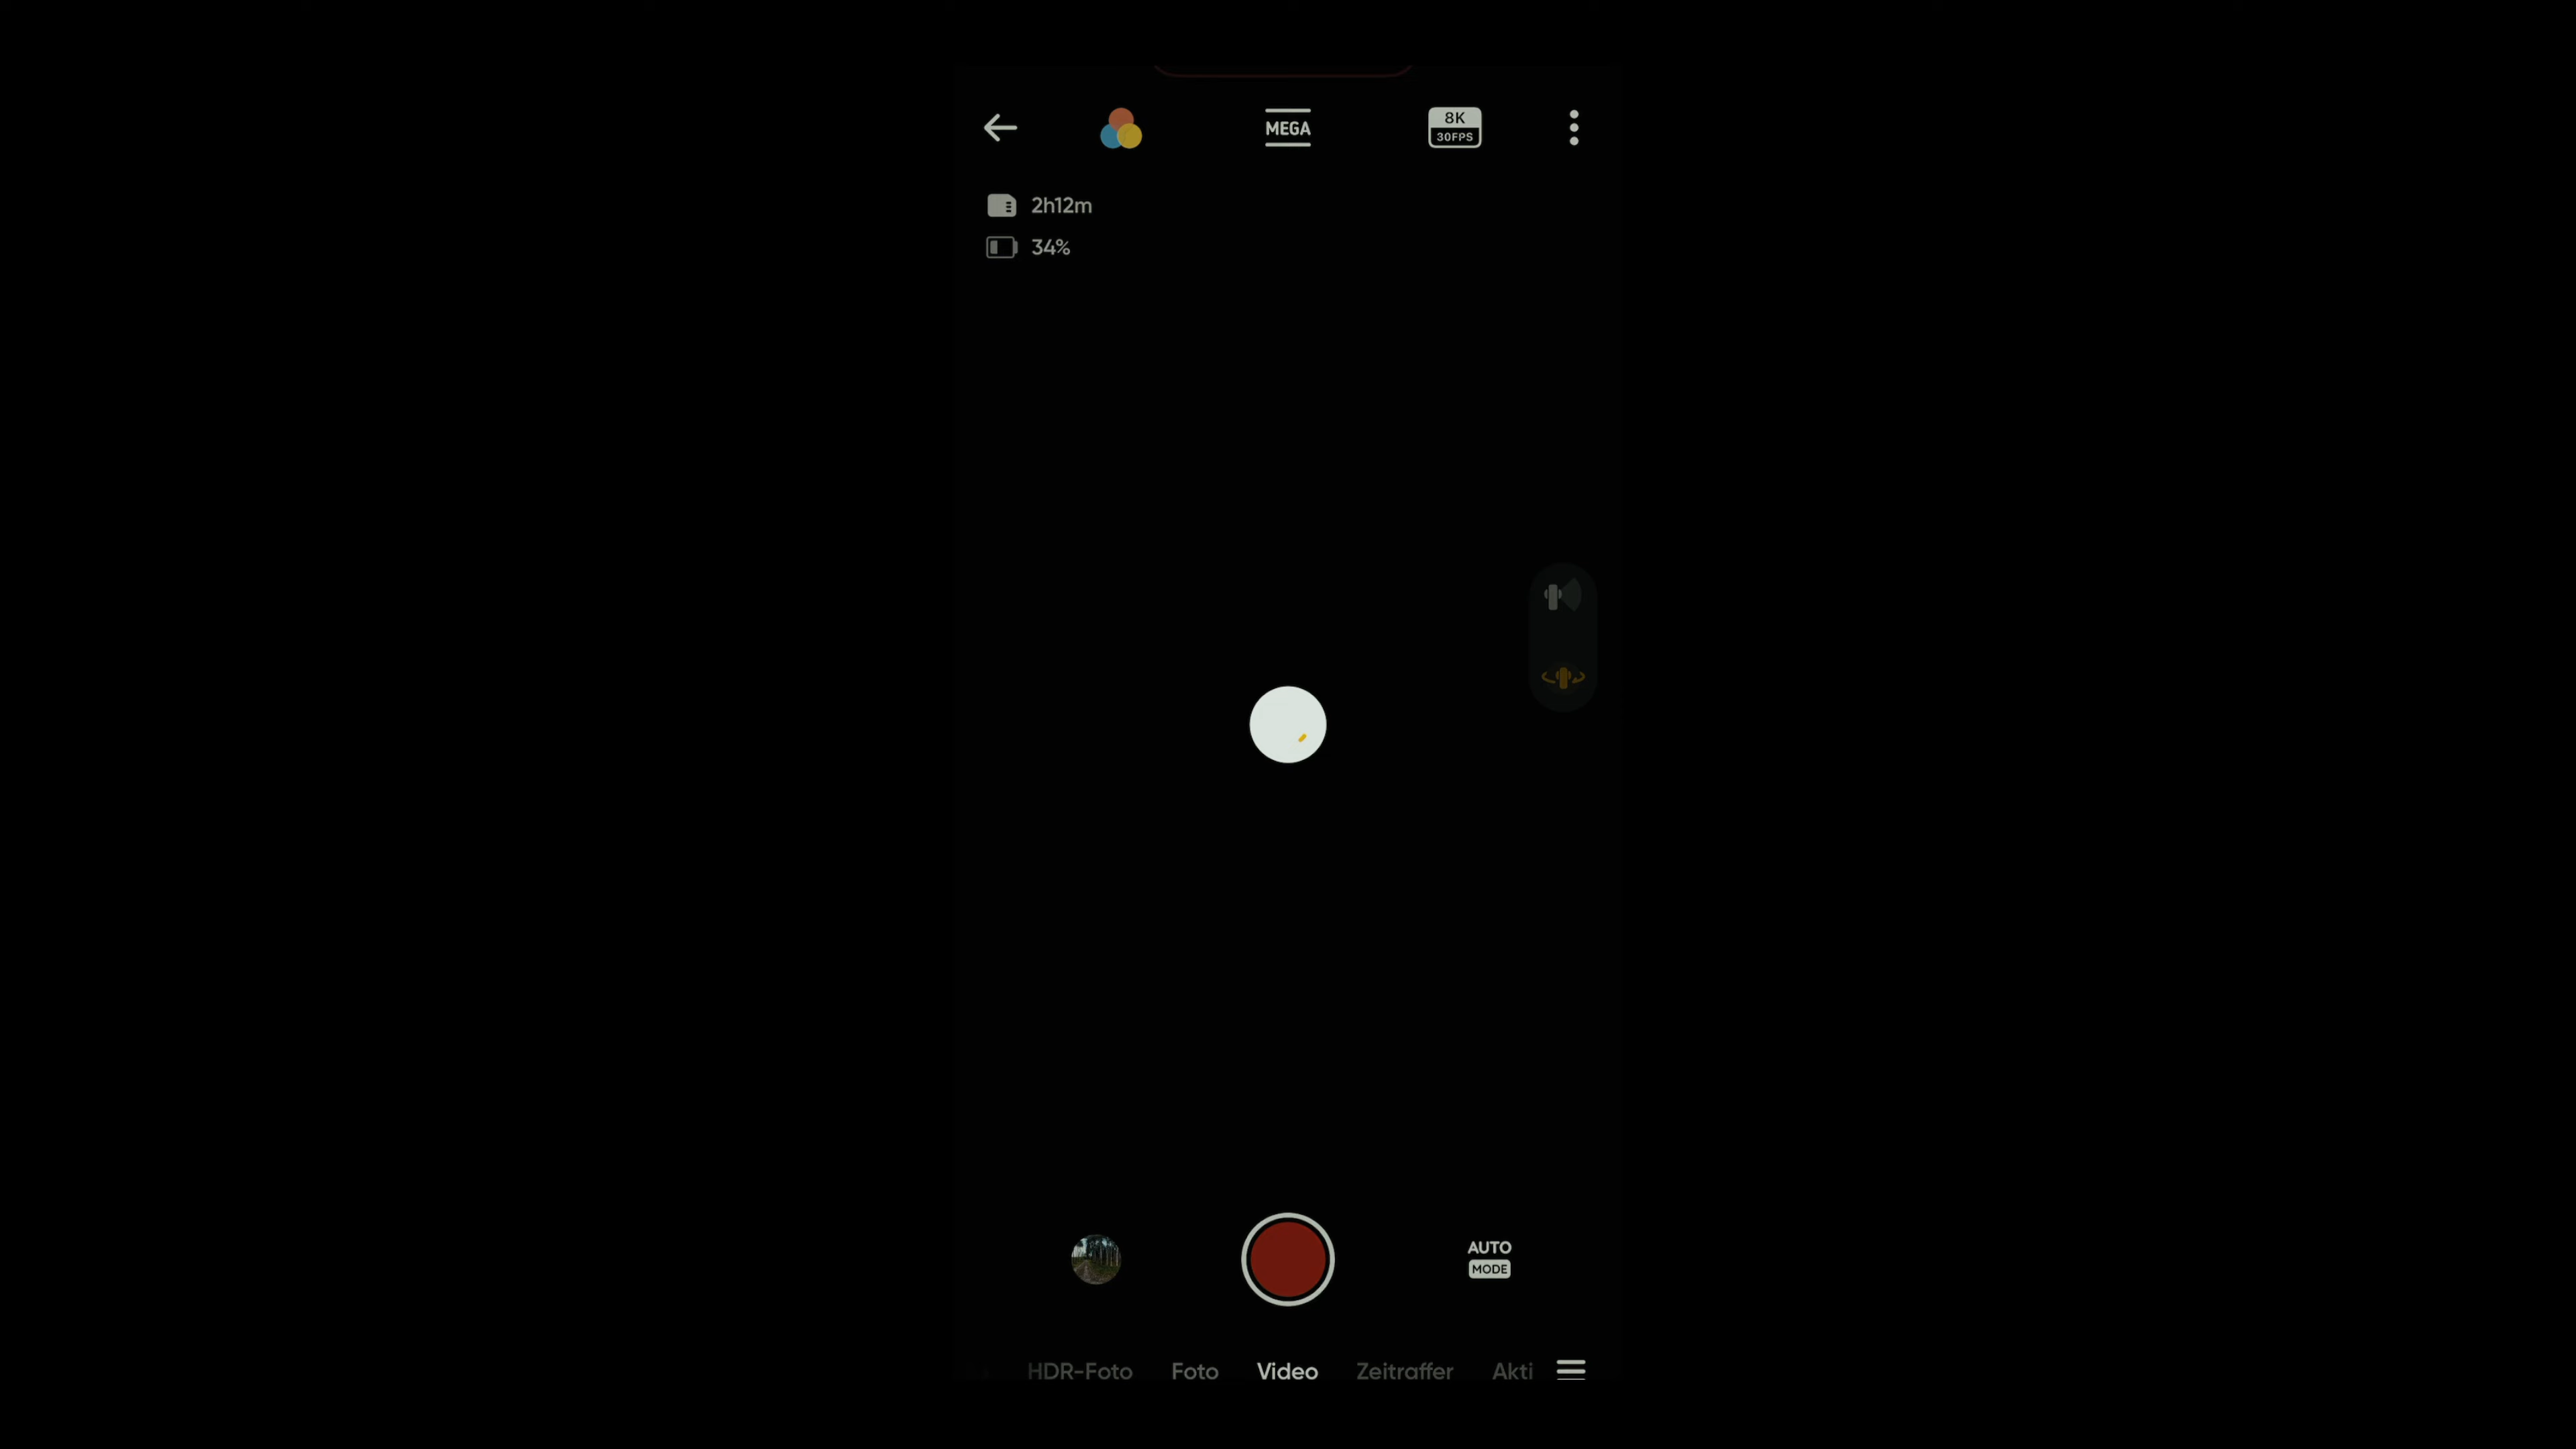 MEGA
8K
30FPS
2h12m
34%
AUTO
MODE
HDR-Foto
Foto
Video
Zeitraffer
Akti